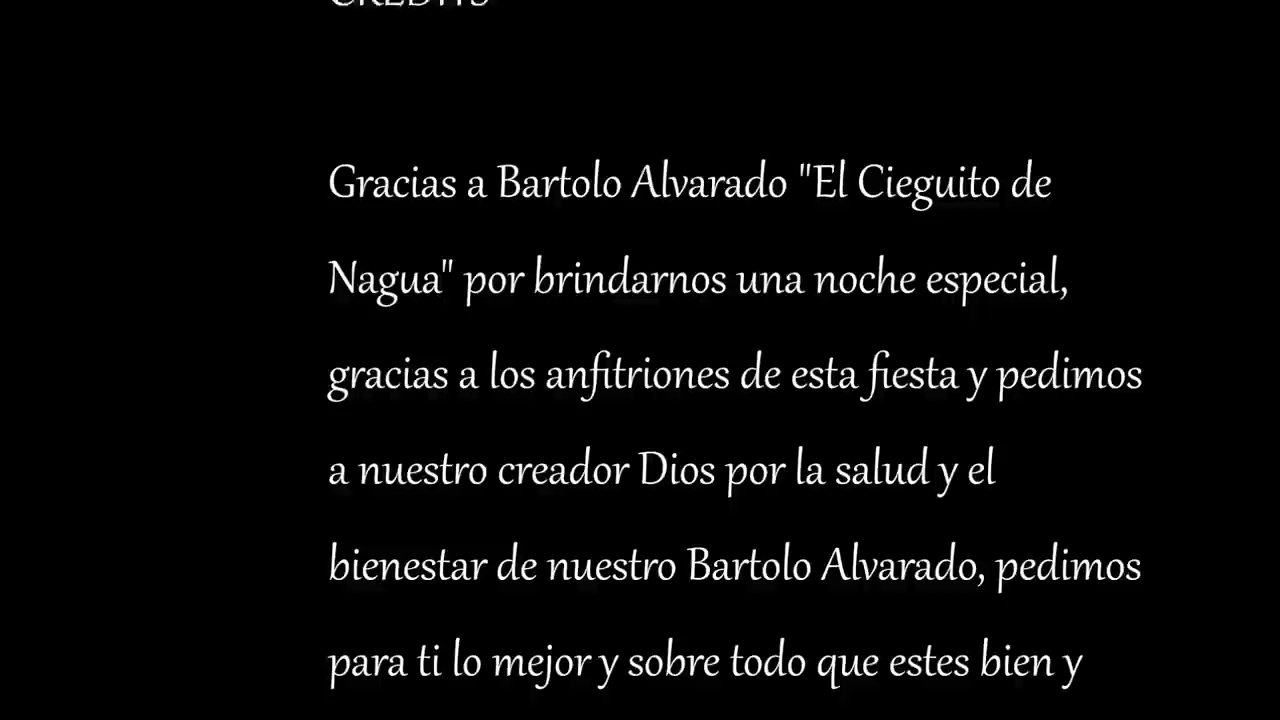 CREDITS
Gracias a Bartolo Alvarado "El Cieguito de
Nagua" por brindarnos una noche especial,
gracias a los anfitriones de esta fiesta y pedimos
a nuestro creador Dios por la salud y el
bienestar de nuestro Bartolo Alvarado, pedimos
para ti lo mejor y sobre todo que estes bien y